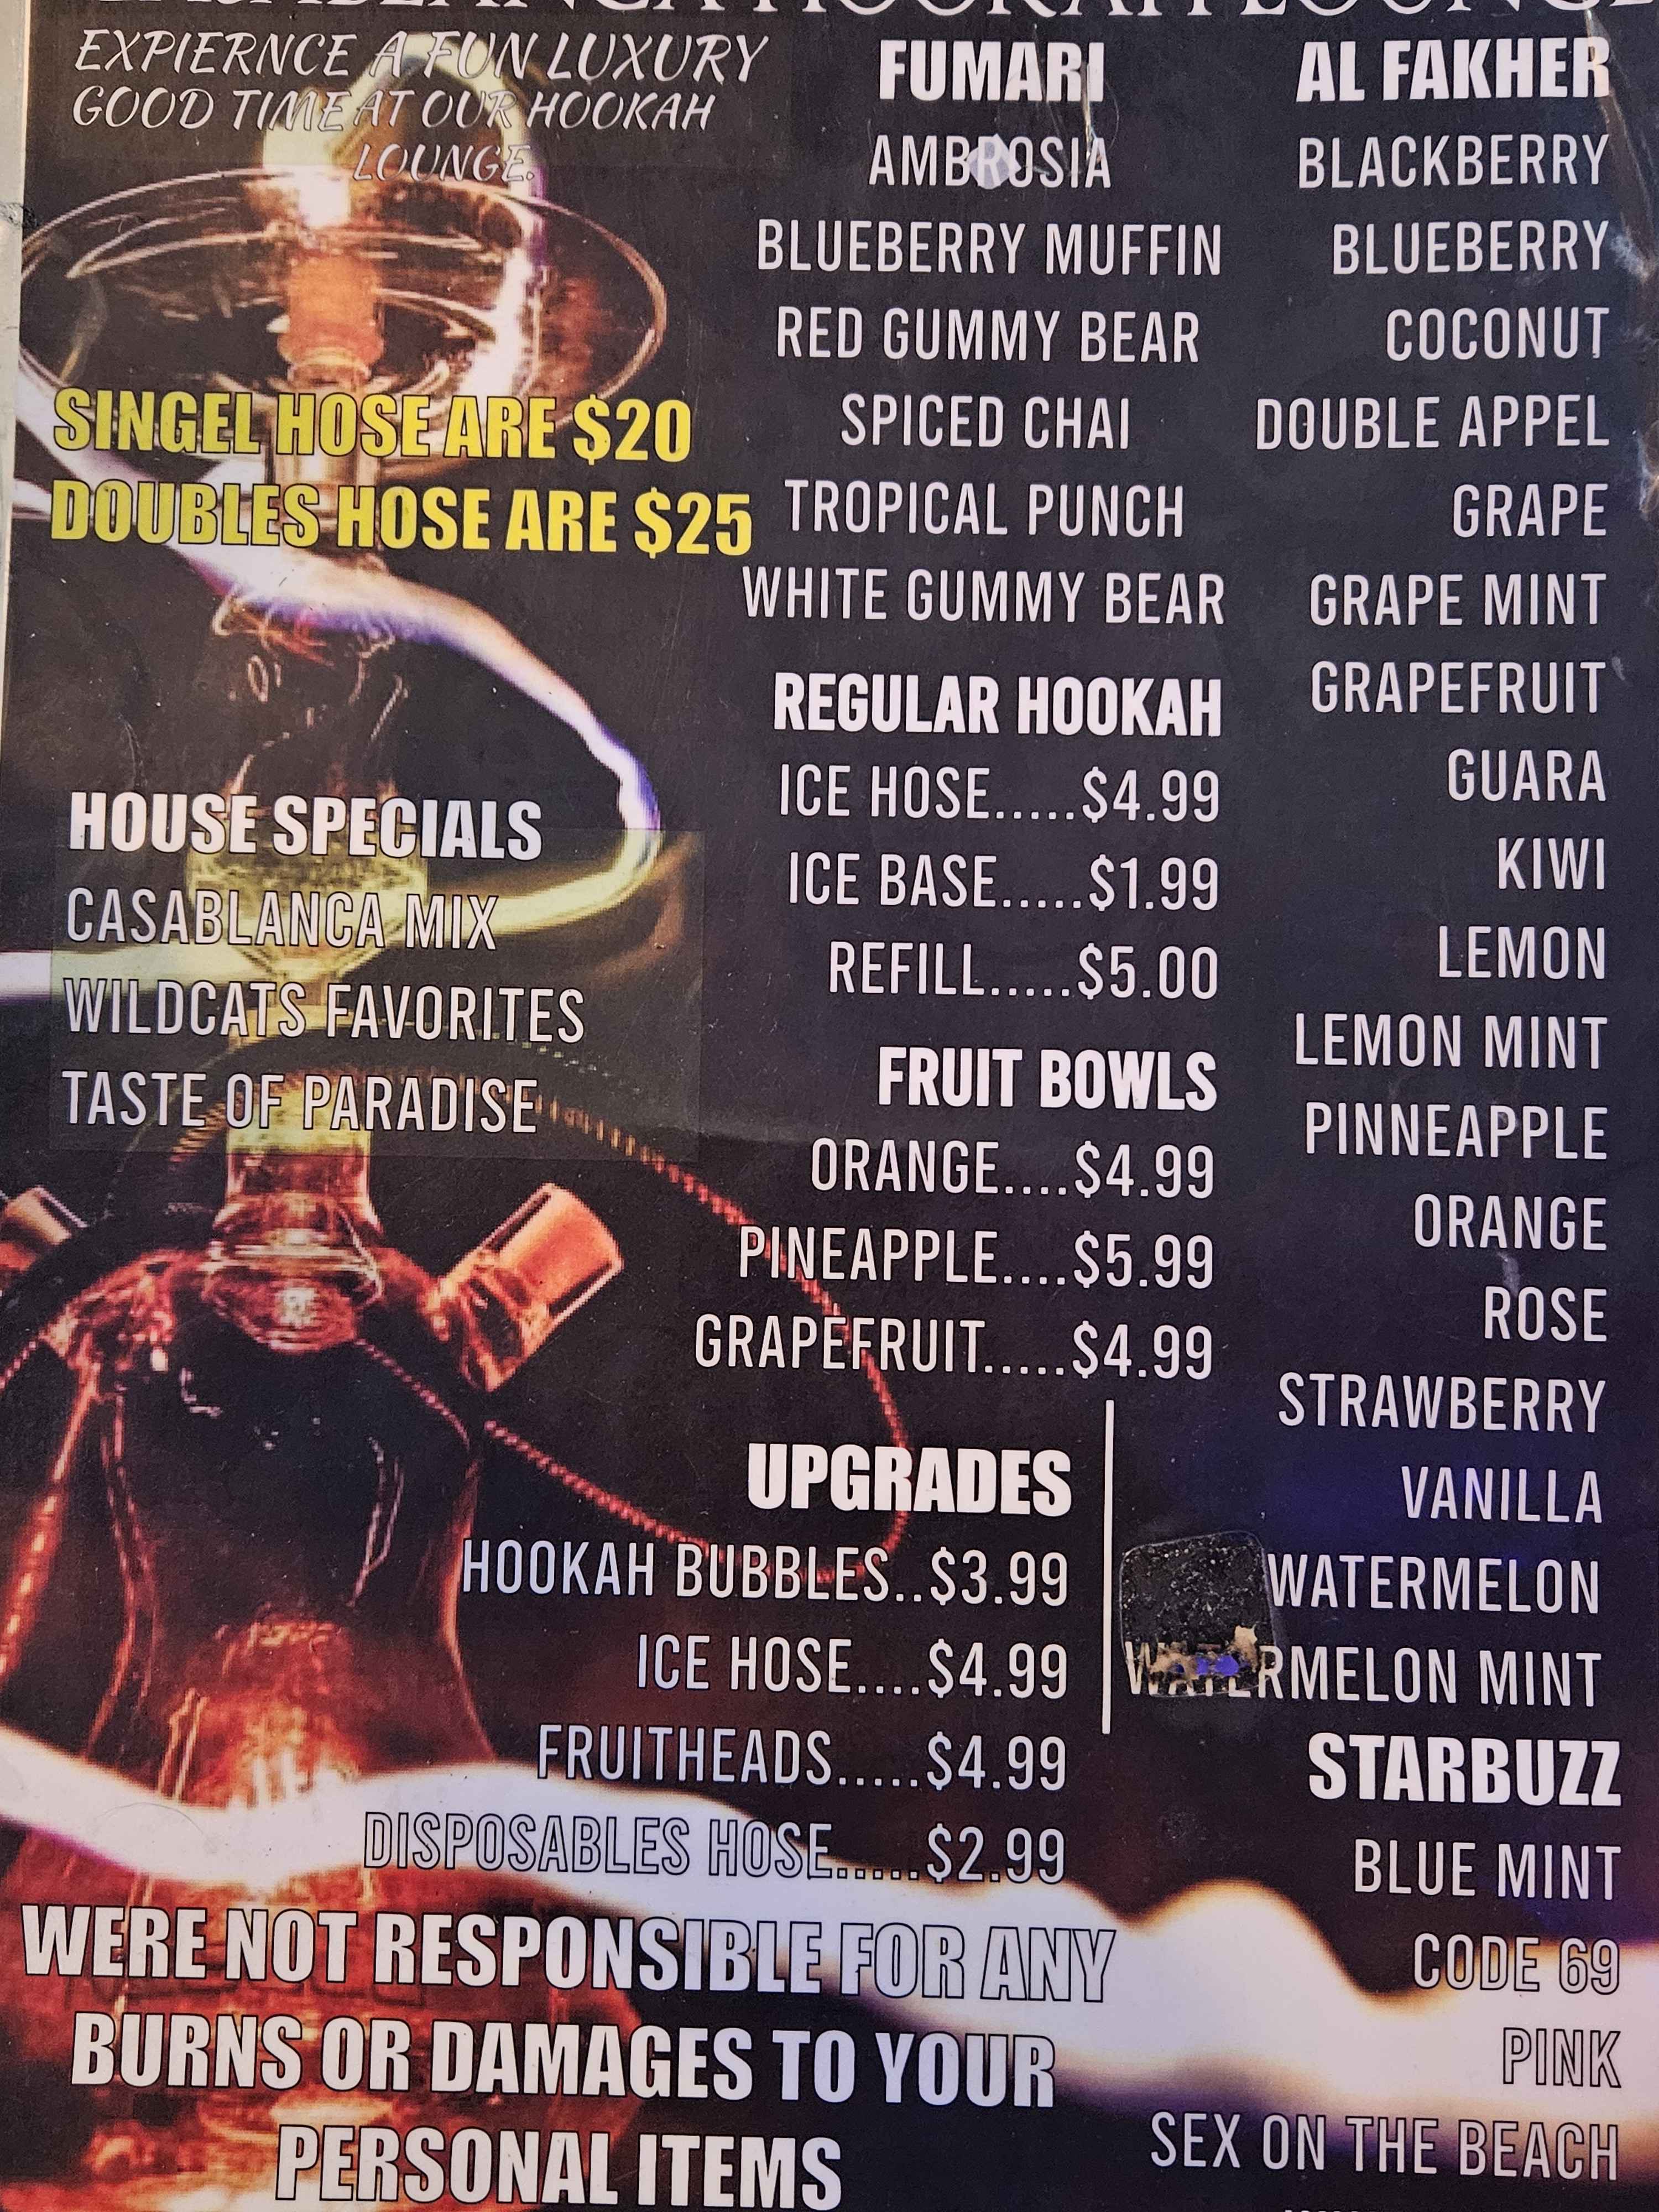 CASABLANCA HOOKAH LOUNGE
EXPIERNCE A FUN LUXURY
GOOD TIME AT OUR HOOKAH
LOUNGE.
SINGEL HOSE ARE $20
DOUBLES HOSE ARE $25
HOUSE SPECIALS
CASABLANCA MIX
WILDCATS FAVORITES
TASTE OF PARADISE
FUMARI
AMBROSIA
BLUEBERRY MUFFIN
RED GUMMY BEAR
SPICED CHAI
TROPICAL PUNCH
WHITE GUMMY BEAR
REGULAR HOOKAH
ICE HOSE.....$4.99
ICE BASE.....$1.99
REFILL.....$5.00
FRUIT BOWLS
ORANGE....$4.99
PINEAPPLE....$5.99
GRAPEFRUIT.....$4.99
UPGRADES
HOOKAH BUBBLES..$3.99
ICE HOSE....$4.99
FRUITHEADS.....$4.99
DISPOSABLES HOSE.....$2.99
WERE NOT RESPONSIBLE FOR ANY
BURNS OR DAMAGES TO YOUR
PERSONAL ITEMS
AL FAKHER
BLACKBERRY
BLUEBERRY
COCONUT
DOUBLE APPEL
GRAPE
GRAPE MINT
GRAPEFRUIT
GUARA
KIWI
LEMON
LEMON MINT
PINNEAPPLE
ORANGE
ROSE
STRAWBERRY
VANILLA
WATERMELON
WATERMELON MINT
STARBUZZ
BLUE MINT
CODE 69
PINK
SEX ON THE BEACH